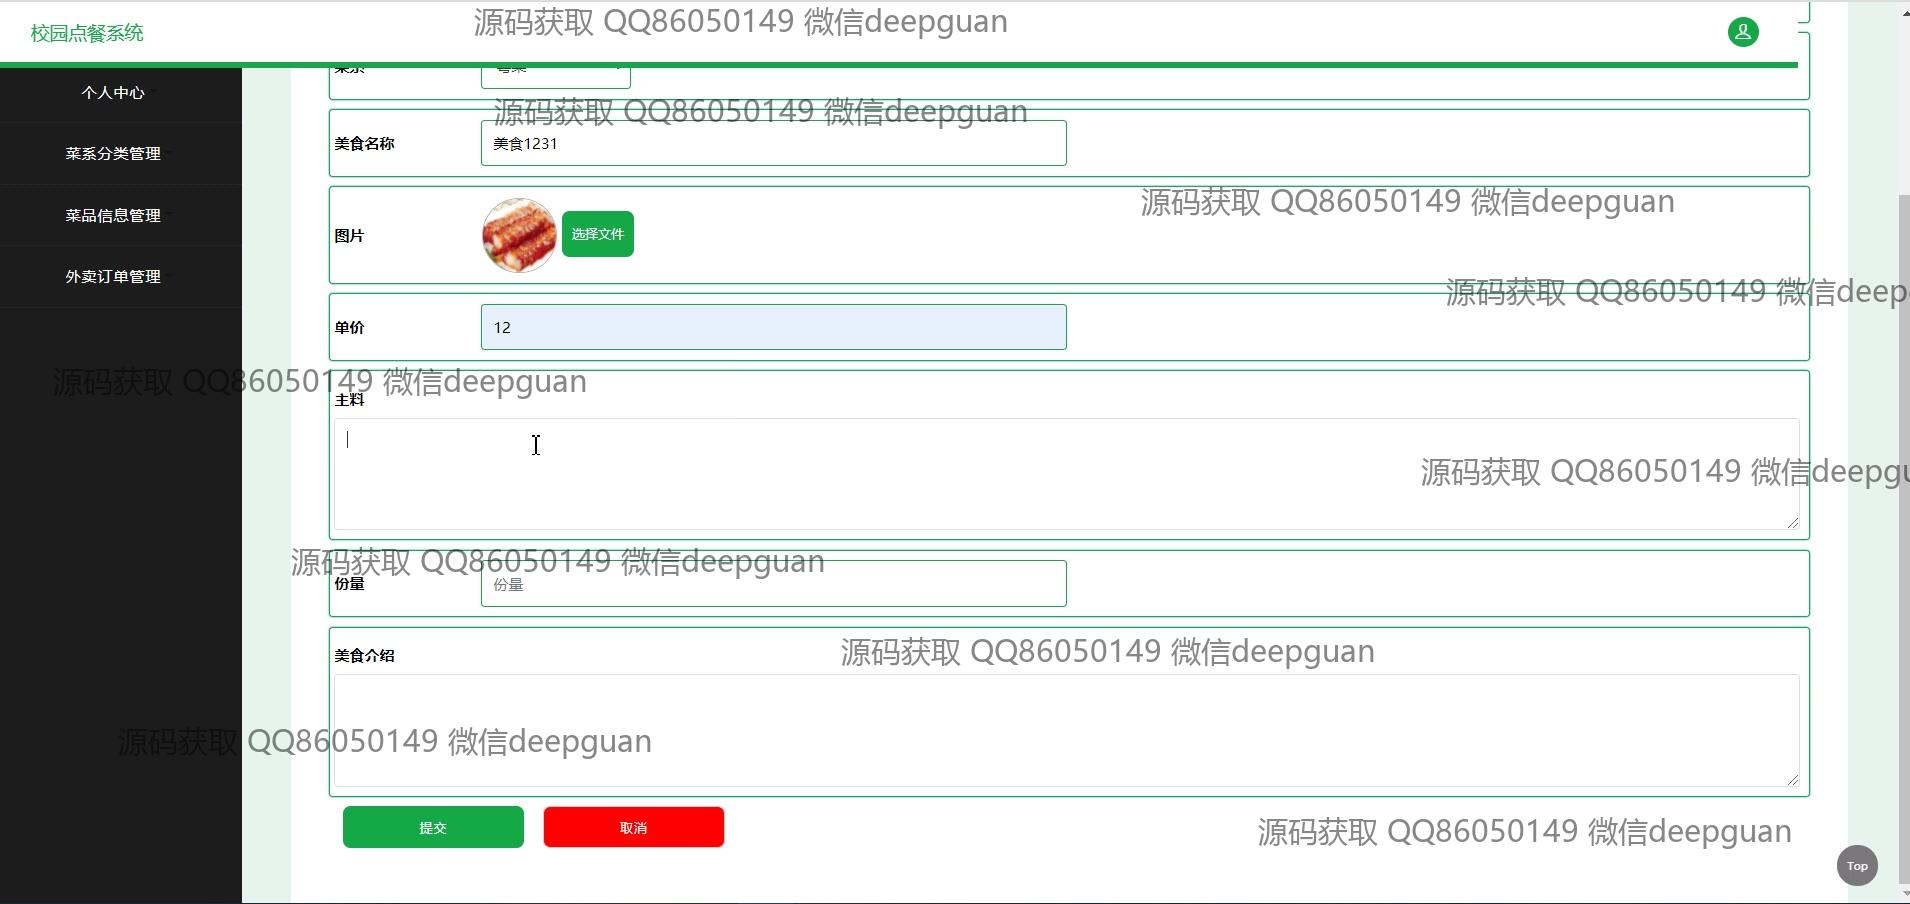 校园点餐系统
源码获取 QQ86050149 微信deepguan
个人中心
菜系
粤菜
源码获取 QQ86050149 微信deepguan
菜系分类管理
美食名称
美食1231
源码获取 QQ86050149 微信deepguan
菜品信息管理
图片
选择文件
外卖订单管理
源码获取 QQ86050149 微信deep
单价
12
源码获取 QQ86050149 微信deepguan
主料
源码获取 QQ86050149 微信deepgu
源码获取 QQ86050149 微信deepguan
份量
份量
美食介绍
源码获取 QQ86050149 微信deepguan
源码获取 QQ86050149 微信deepguan
提交
取消
源码获取 QQ86050149 微信deepguan
Top